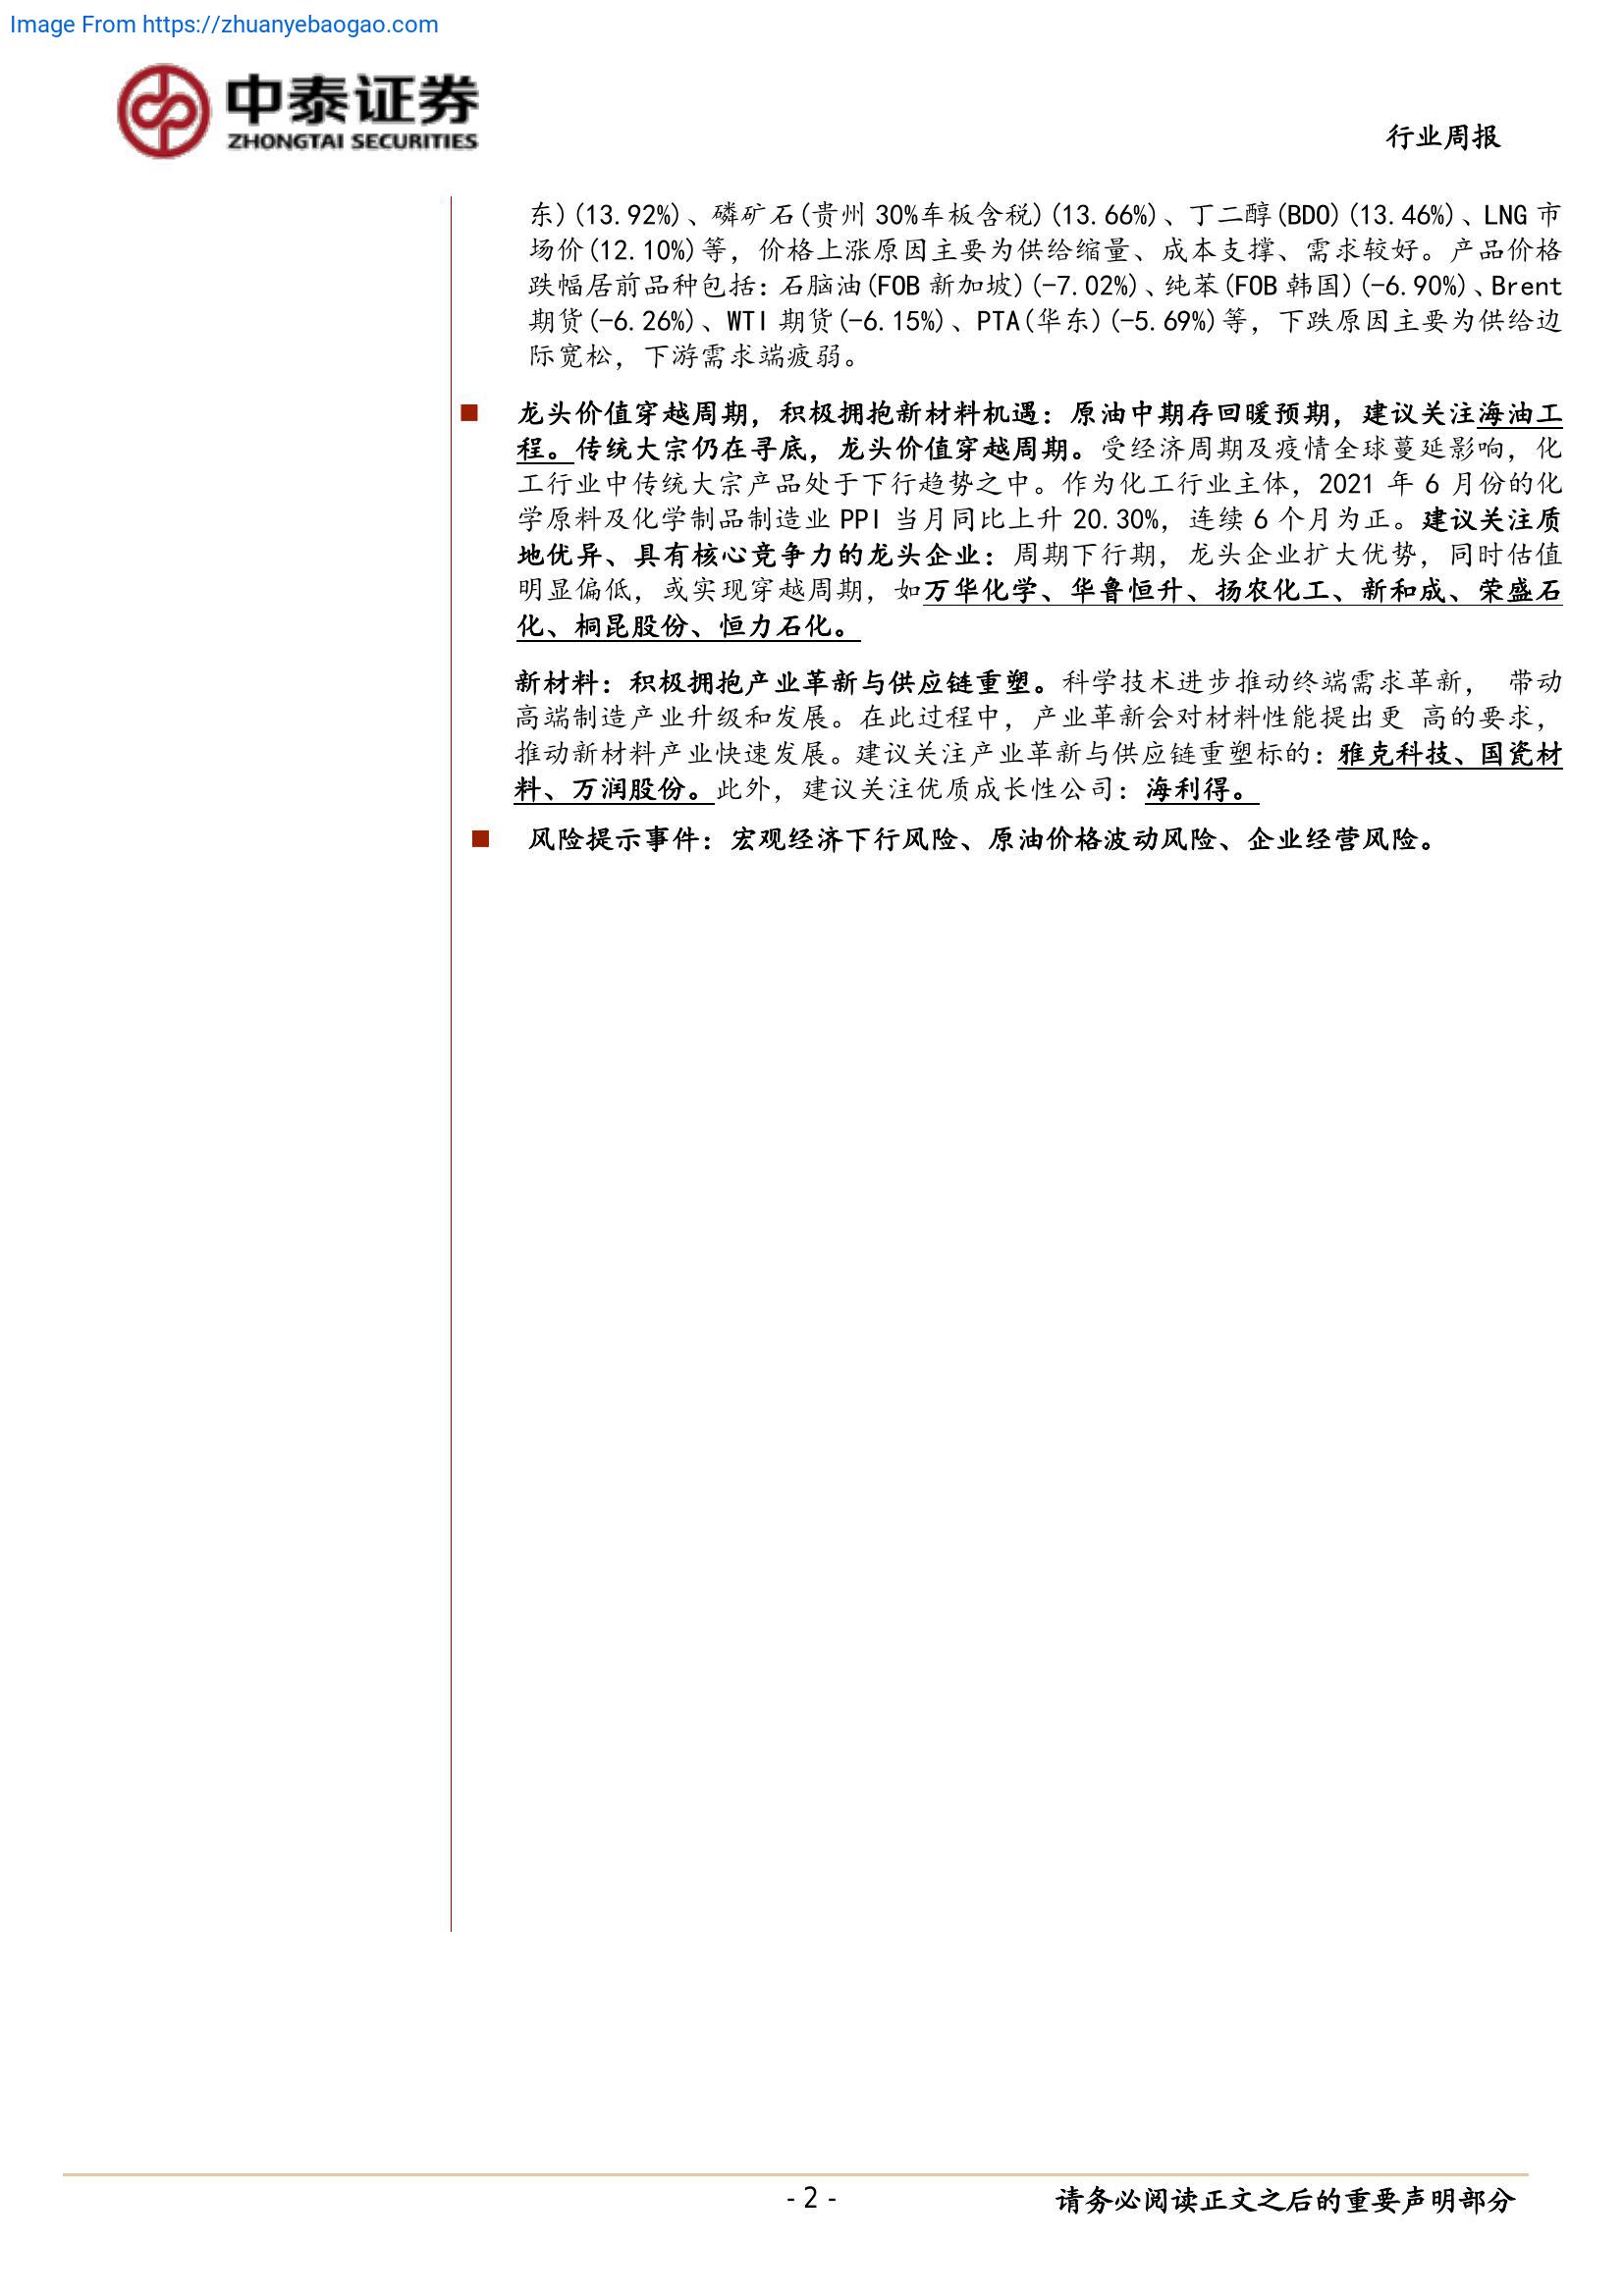 Image From https://zhuanyebaogao.com
中泰证券
ZHONGTAI SECURITIES
行业周报
东)(13.92%)、磷矿石(贵州 30%车板含税)(13.66%)、丁二醇(BDO)(13.46%)、LNG 市
场价(12.10%)等，价格上涨原因主要为供给缩量、成本支撑、需求较好。产品价格
跌幅居前品种包括：石脑油(FOB 新加坡)(-7.02%)、纯苯(FOB 韩国)(-6.90%)、Brent
期货(-6.26%)、WTI 期货(-6.15%)、PTA(华东)(-5.69%)等，下跌原因主要为供给边
际宽松，下游需求端疲弱。
■ 龙头价值穿越周期，积极拥抱新材料机遇：原油中期存回暖预期，建议关注海油工
程。传统大宗仍在寻底，龙头价值穿越周期。受经济周期及疫情全球蔓延影响，化
工行业中传统大宗产品处于下行趋势之中。作为化工行业主体，2021 年 6 月份的化
学原料及化学制品制造业 PPI 当月同比上升 20.30%，连续 6 个月为正。建议关注质
地优异、具有核心竞争力的龙头企业：周期下行期，龙头企业扩大优势，同时估值
明显偏低，或实现穿越周期，如万华化学、华鲁恒升、扬农化工、新和成、荣盛石
化、桐昆股份、恒力石化。
新材料：积极拥抱产业革新与供应链重塑。科学技术进步推动终端需求革新， 带动
高端制造产业升级和发展。在此过程中，产业革新会对材料性能提出更 高的要求，
推动新材料产业快速发展。建议关注产业革新与供应链重塑标的：雅克科技、国瓷材
料、万润股份。此外，建议关注优质成长性公司：海利得。
■ 风险提示事件：宏观经济下行风险、原油价格波动风险、企业经营风险。
- 2 -
请务必阅读正文之后的重要声明部分